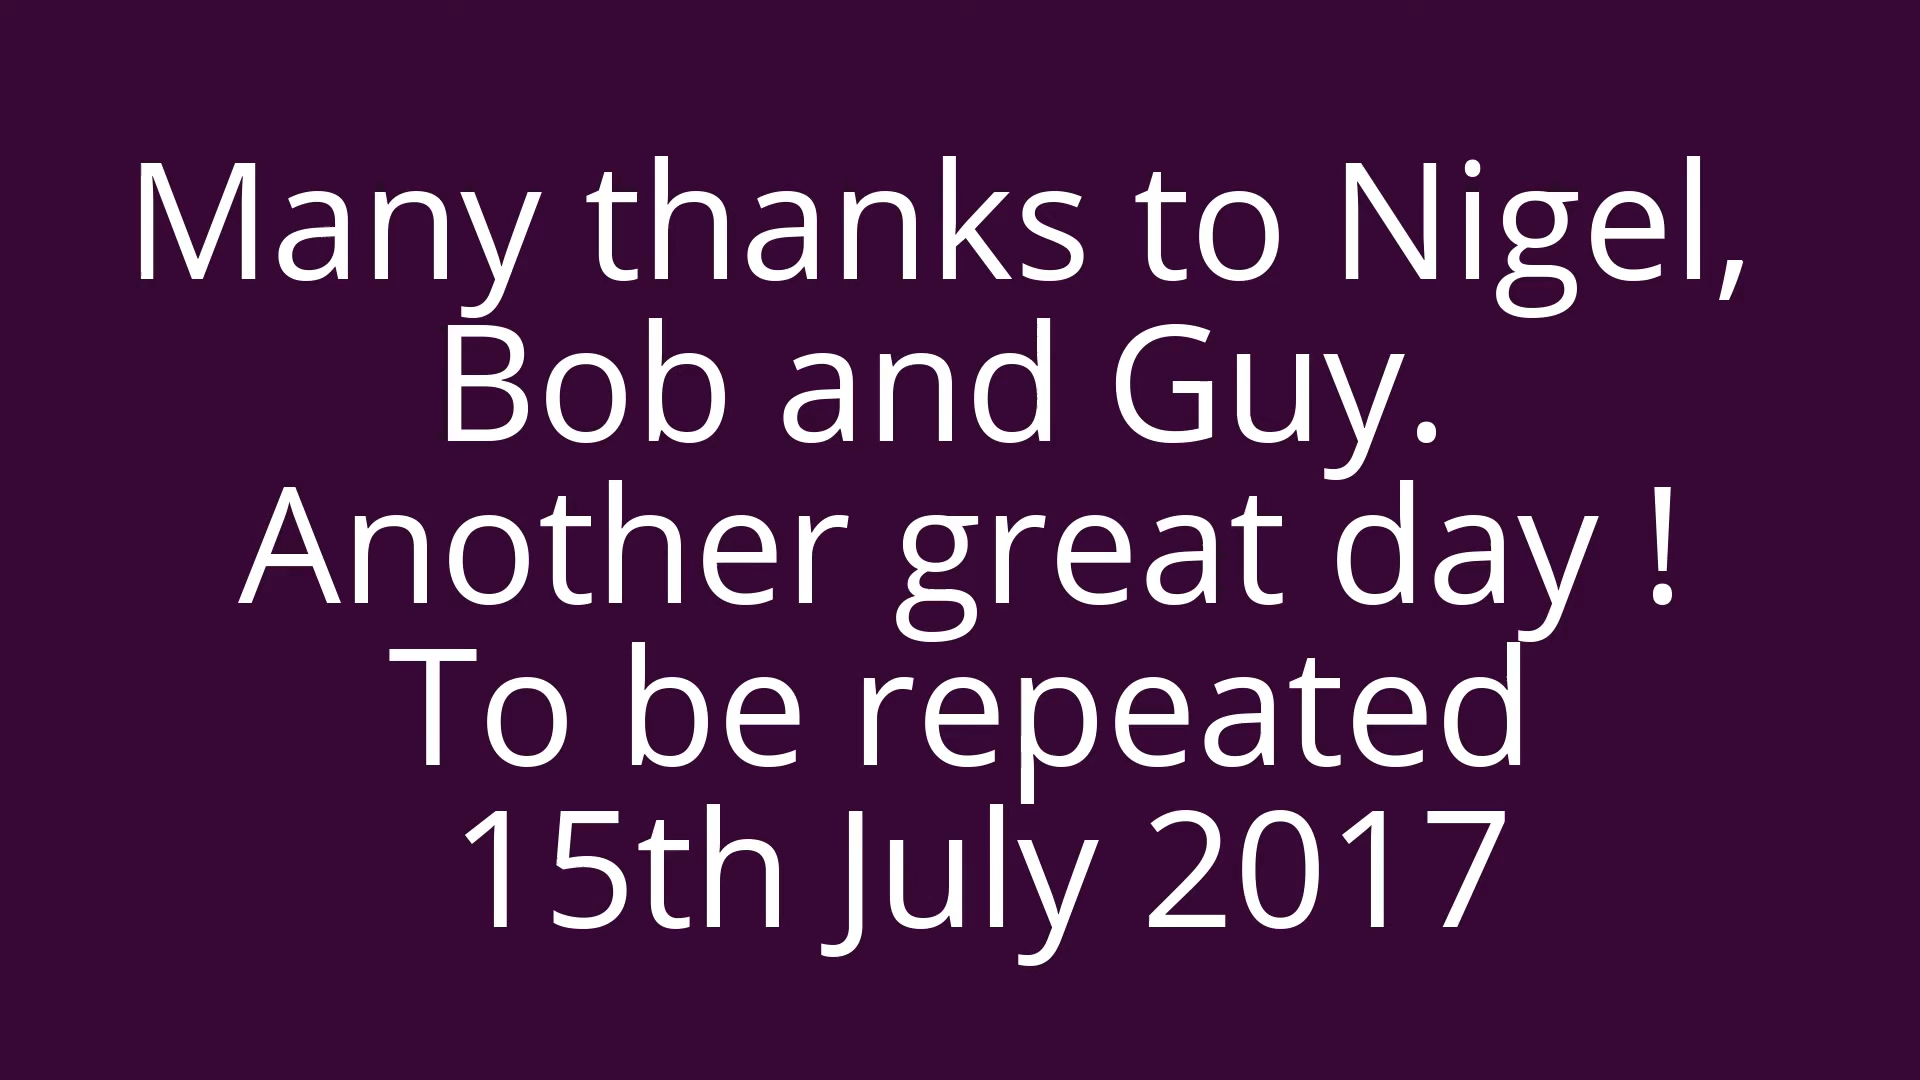 Many thanks to Nigel,
Bob and Guy.
Another great day !
To be repeated
15th July 2017